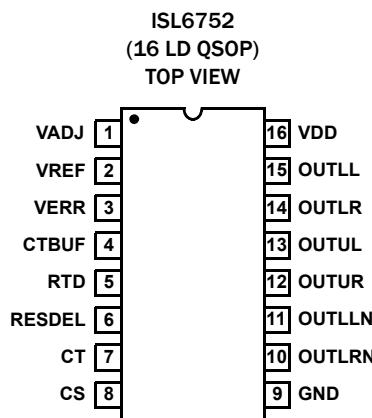 ISL6752
(16 LD QSOP)
TOP VIEW
VADJ 1 16 VDD
VREF 2 15 OUTLL
VERR 3 14 OUTLR
CTBUF 4 13 OUTUL
RTD 5 12 OUTUR
RESDEL 6 11 OUTLLN
CT 7 10 OUTLRN
CS 8 9 GND